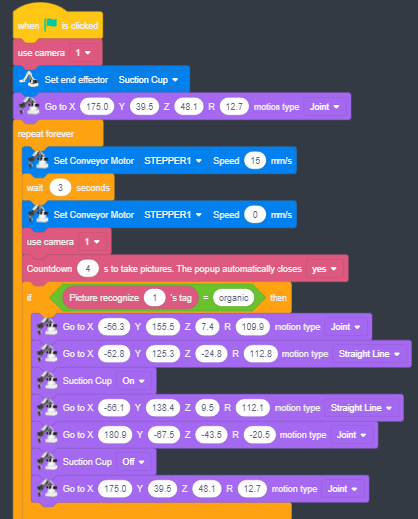 when is clicked
use camera 1
Set end effector Suction Cup
Go to X 175.0 Y 39.5 Z 48.1 R 12.7 motion type Joint
repeat forever
Set Conveyor Motor STEPPER1 Speed 15 mm/s
wait 3 seconds
Set Conveyor Motor STEPPER1 Speed 0 mm/s
use camera 1
Countdown 4 s to take pictures. The popup automatically closes yes
if Picture recognize 1 's tag = organic then
Go to X -56.3 Y 155.5 Z 7.4 R 109.9 motion type Joint
Go to X -52.8 Y 125.3 Z -24.8 R 112.8 motion type Straight Line
Suction Cup On
Go to X -56.1 Y 138.4 Z 9.5 R 112.1 motion type Straight Line
Go to X 180.9 Y -67.5 Z -43.5 R -20.5 motion type Joint
Suction Cup Off
Go to X 175.0 Y 39.5 Z 48.1 R 12.7 motion type Joint